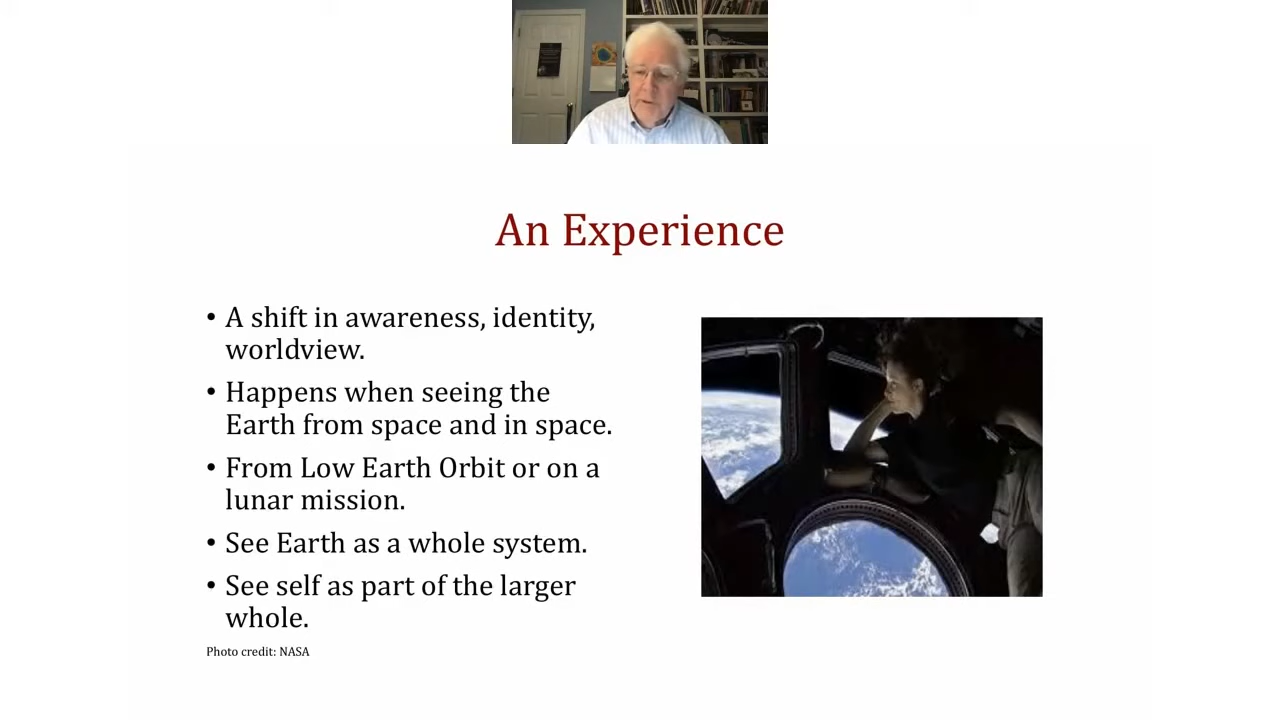 An Experience
• A shift in awareness, identity,
worldview.
• Happens when seeing the
Earth from space and in space.
• From Low Earth Orbit or on a
lunar mission.
• See Earth as a whole system.
• See self as part of the larger
whole.
Photo credit: NASA